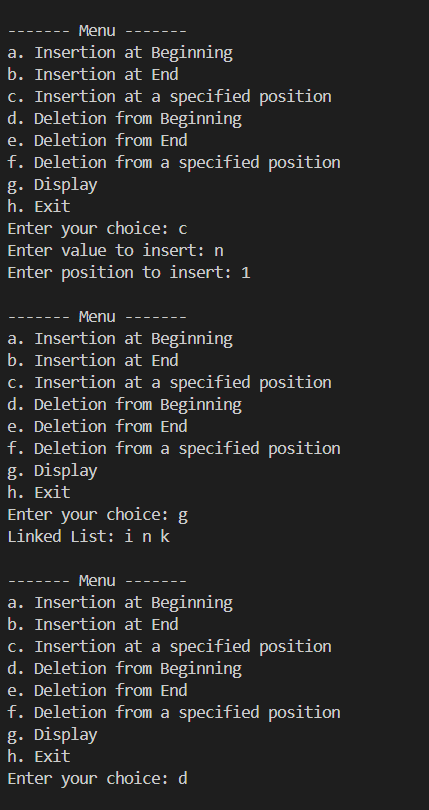 ------- Menu -------
a. Insertion at Beginning
b. Insertion at End
c. Insertion at a specified position
d. Deletion from Beginning
e. Deletion from End
f. Deletion from a specified position
g. Display
h. Exit
Enter your choice: c
Enter value to insert: n
Enter position to insert: 1
------- Menu -------
a. Insertion at Beginning
b. Insertion at End
c. Insertion at a specified position
d. Deletion from Beginning
e. Deletion from End
f. Deletion from a specified position
g. Display
h. Exit
Enter your choice: g
Linked List: i n k
------- Menu -------
a. Insertion at Beginning
b. Insertion at End
c. Insertion at a specified position
d. Deletion from Beginning
e. Deletion from End
f. Deletion from a specified position
g. Display
h. Exit
Enter your choice: d